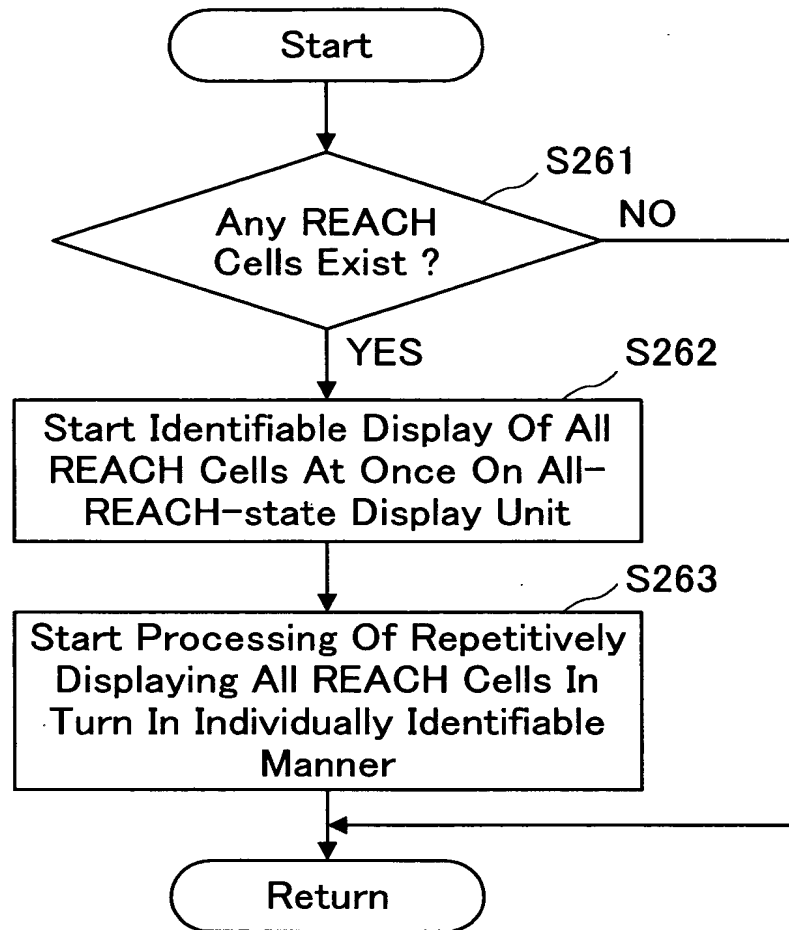 Start
S261
Any REACH
Cells Exist ?
NO
YES
S262
Start Identifiable Display Of All
REACH Cells At Once On All-
REACH-state Display Unit
S263
Start Processing Of Repetitively
Displaying All REACH Cells In
Turn In Individually Identifiable
Manner
Return